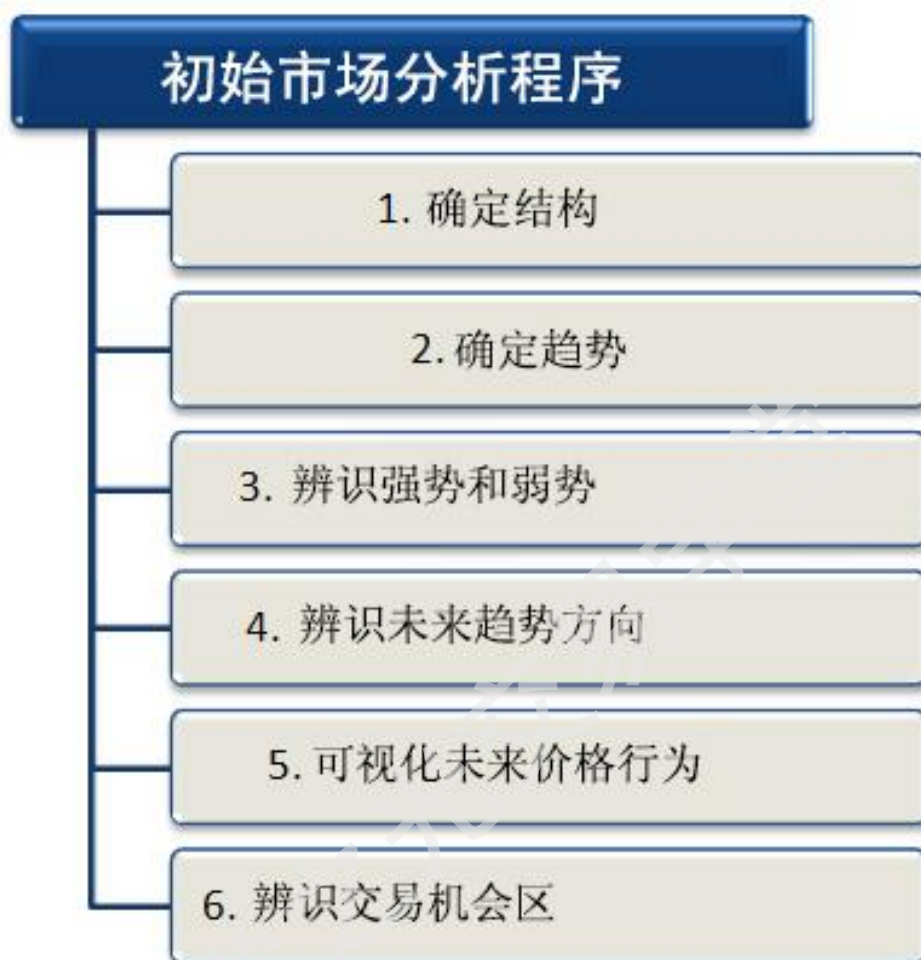 初始市场分析程序
1. 确定结构
2. 确定趋势
3. 辨识强势和弱势
4. 辨识未来趋势方向
5. 可视化未来价格行为
6. 辨识交易机会区